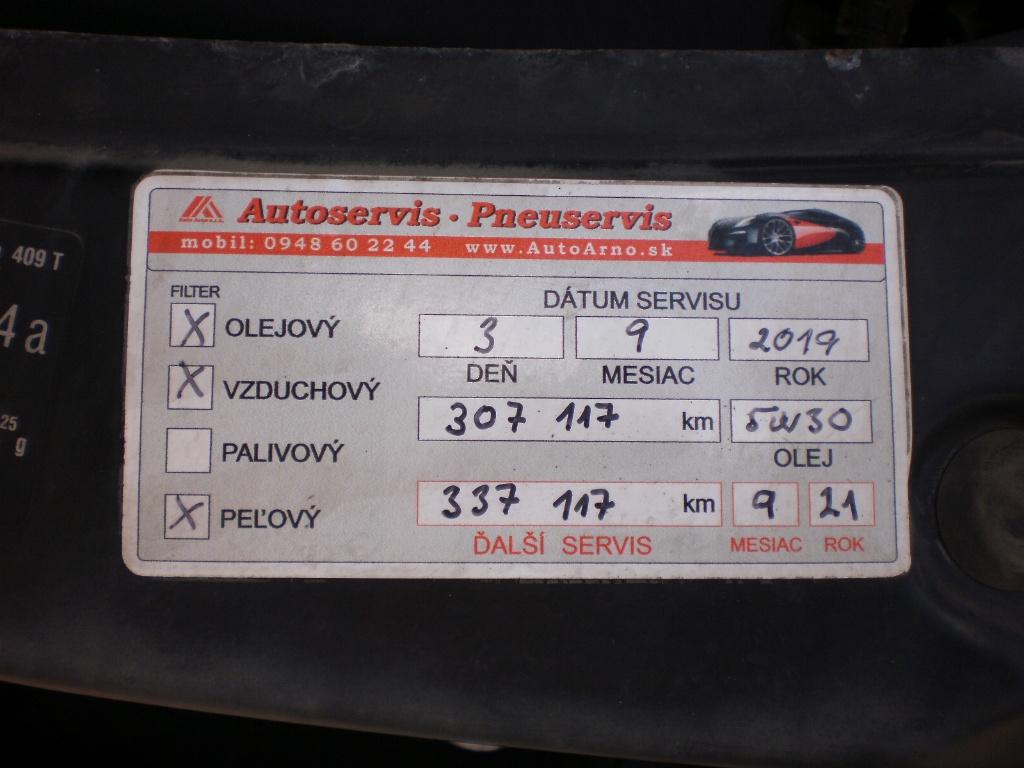 Autoservis · Pneuservis
mobil: 0948 60 22 44 www.AutoArno.sk
FILTER
X OLEJOVÝ
X VZDUCHOVÝ
PALIVOVÝ
X PEĽOVÝ
DÁTUM SERVISU
3 9 2019
DEŇ MESIAC ROK
307 117 km 5W30
OLEJ
337 117 km 9 21
ĎALŠÍ SERVIS MESIAC ROK
409 T
4a
25
g